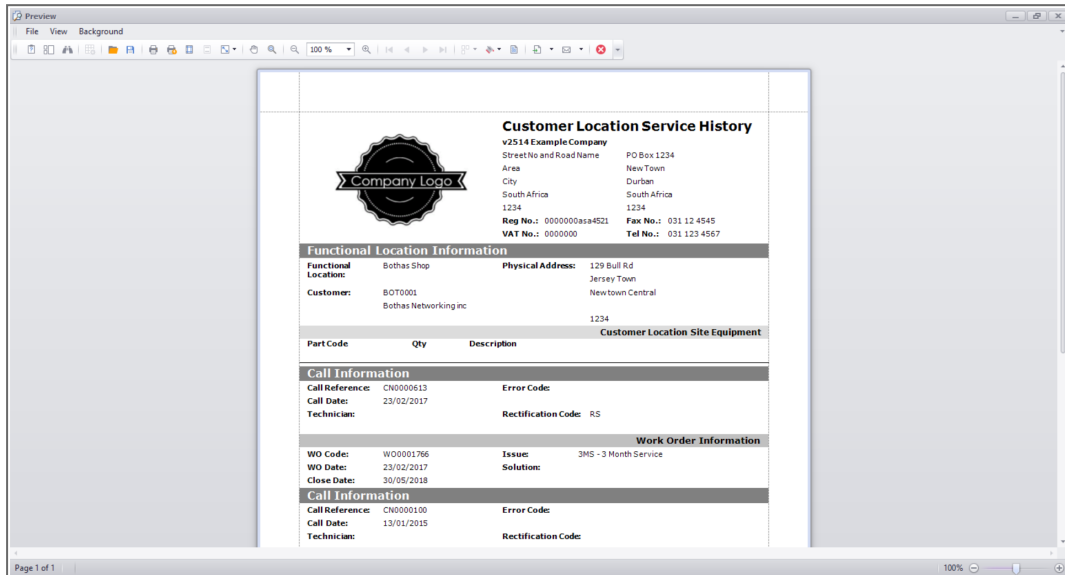 Preview
File View Background
100 %
Customer Location Service History
v2514 Example Company
Street No and Road Name PO Box 1234
Area New Town
City Durban
South Africa South Africa
1234 1234
Reg No.: 0000000asa4521 Fax No.: 031 12 4545
VAT No.: 0000000 Tel No.: 031 123 4567
Company Logo
Functional Location Information
Functional Location: Bothas Shop Physical Address: 129 Bull Rd
Jersey Town
Customer: BOT0001 Newtown Central
Bothas Networking inc
1234
Customer Location Site Equipment
Part Code Qty Description
Call Information
Call Reference: CN0000613 Error Code:
Call Date: 23/02/2017
Technician: Rectification Code: RS
Work Order Information
WO Code: WO0001766 Issue: 3MS - 3 Month Service
WO Date: 23/02/2017 Solution:
Close Date: 30/05/2018
Call Information
Call Reference: CN0000100 Error Code:
Call Date: 13/01/2015
Technician: Rectification Code:
Page 1 of 1 100%